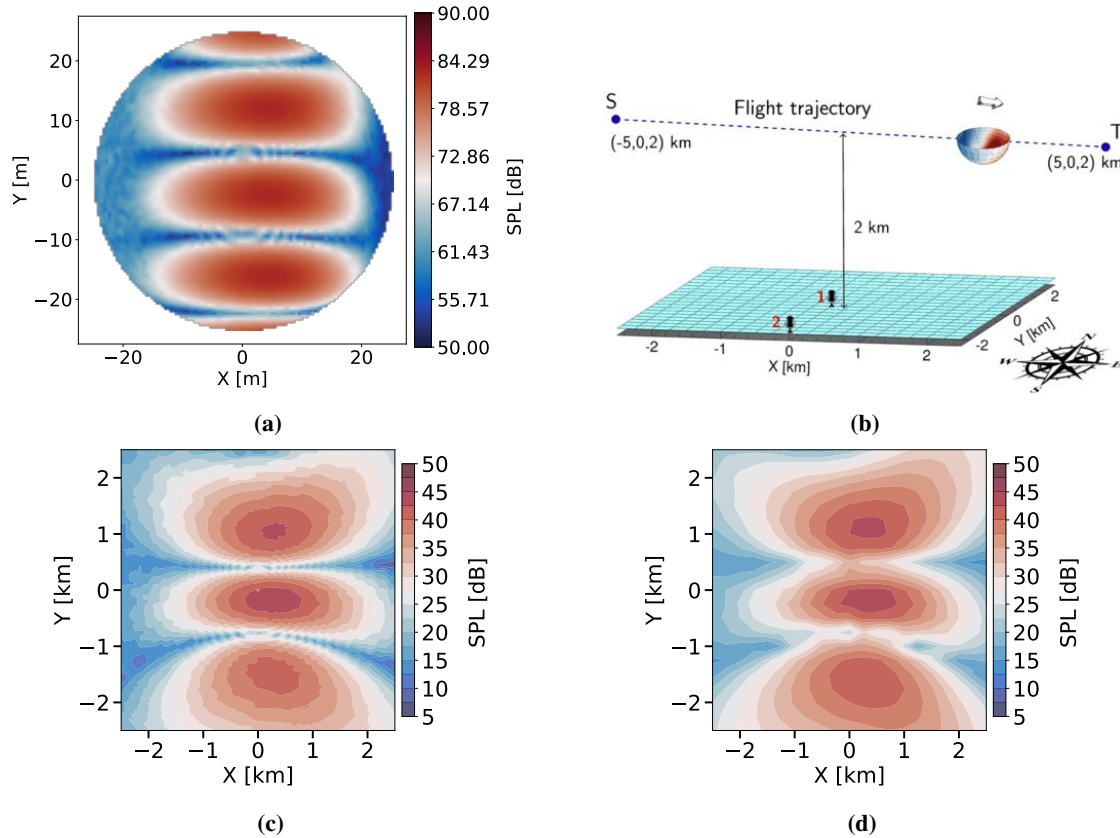 90.00
84.29
78.57
72.86
67.14
61.43
55.71
50.00
SPL [dB]
20
10
0
−10
−20
Y [m]
−20
0
20
X [m]
(a)
S
Flight trajectory
T
(-5,0,2) km
(5,0,2) km
2 km
1
2
-2
-1
0
1
2
X [km]
-2
-1
0
1
2
Y [km]
N
W
E
S
(b)
2
1
0
−1
−2
Y [km]
−2
−1
0
1
2
X [km]
50
45
40
35
30
25
20
15
10
5
SPL [dB]
(c)
2
1
0
−1
−2
Y [km]
−2
−1
0
1
2
X [km]
50
45
40
35
30
25
20
15
10
5
SPL [dB]
(d)